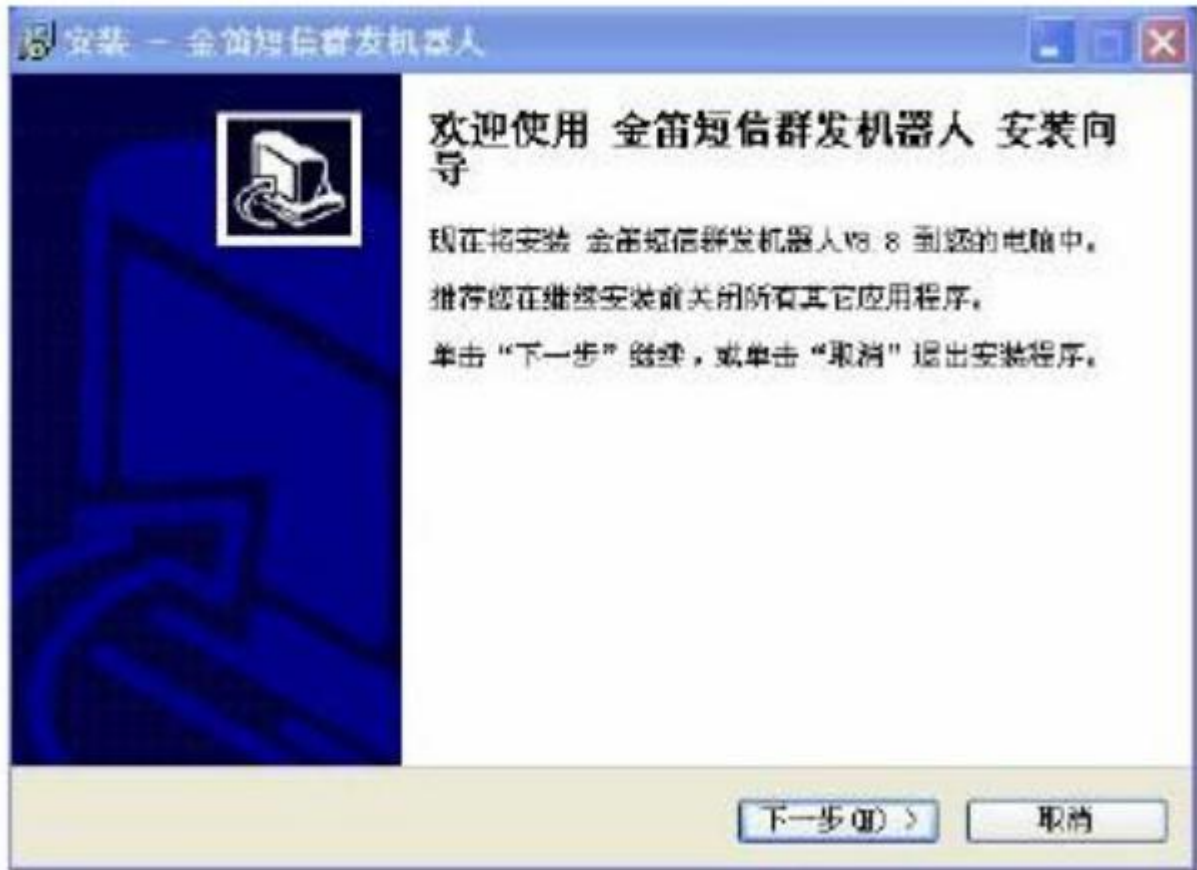 安装 - 金笛短信群发机器人
欢迎使用 金笛短信群发机器人 安装向
导
现在将安装 金笛短信群发机器人V8 8 到您的电脑中。
推荐您在继续安装前关闭所有其它应用程序。
单击“下一步”继续，或单击“取消”退出安装程序。
下一步(N) >
取消